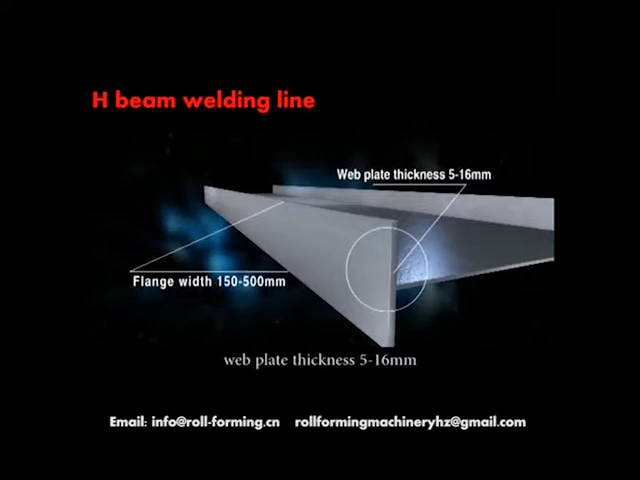 H beam welding line
Web plate thickness 5-16mm
Flange width 150-500mm
web plate thickness 5-16mm
Email: info@roll-forming.cn rollformingmachineryhz@gmail.com